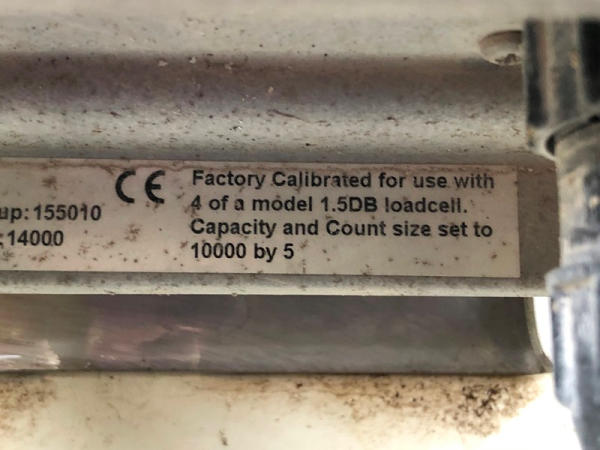 up: 155010
: 14000
CE
Factory Calibrated for use with
4 of a model 1.5DB loadcell.
Capacity and Count size set to
10000 by 5